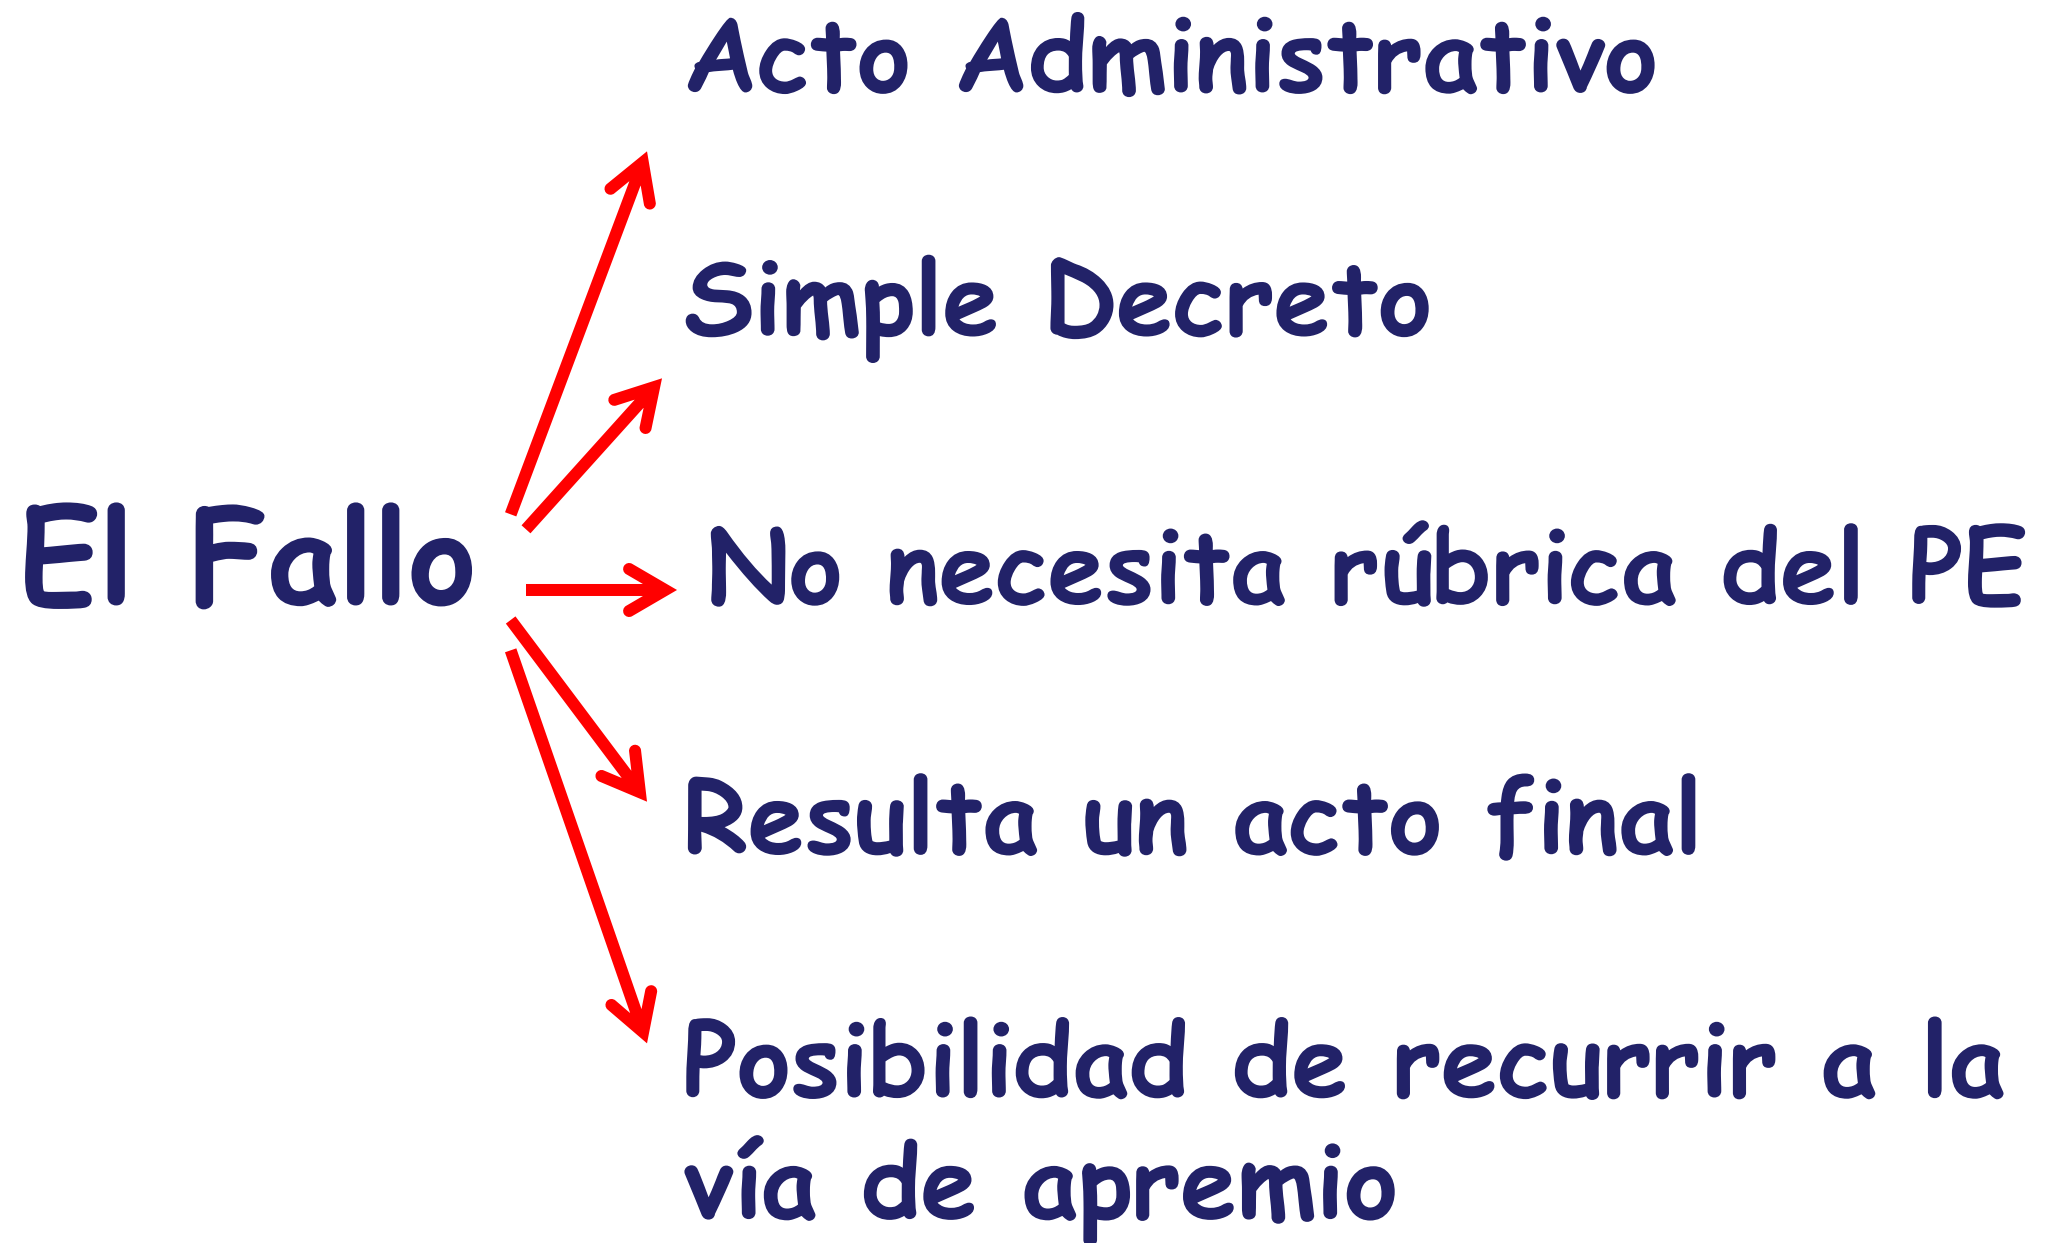 Acto Administrativo
Simple Decreto
El Fallo
No necesita rúbrica del PE
Resulta un acto final
Posibilidad de recurrir a la
vía de apremio